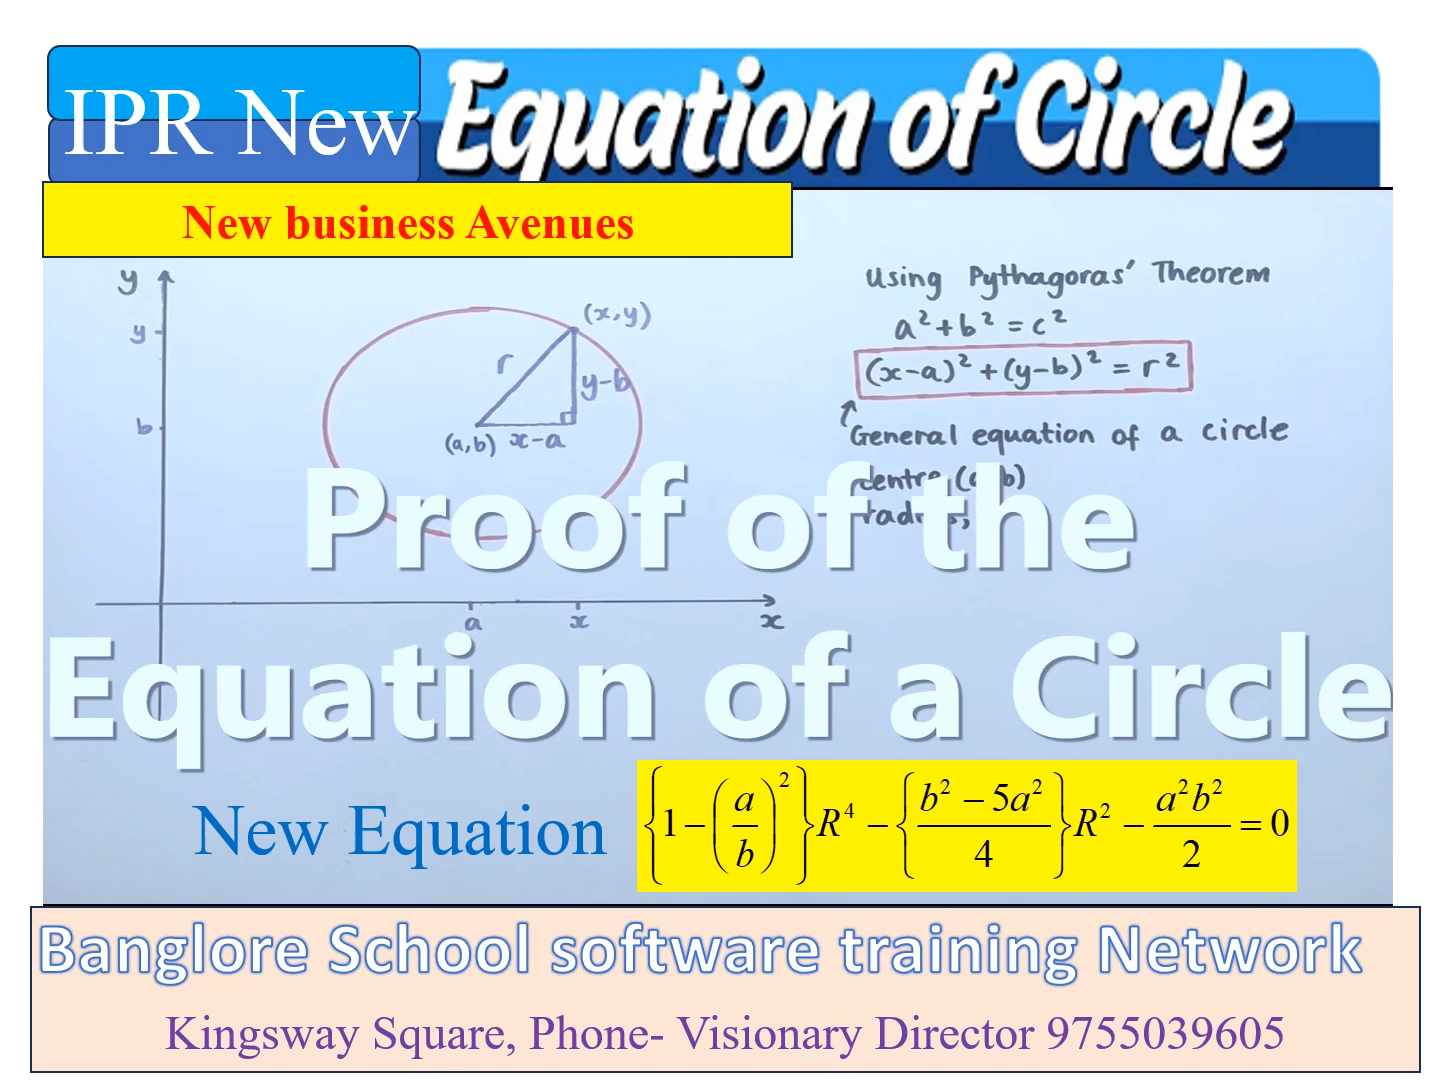 IPR New Equation of Circle
New business Avenues
y
y
b
(x,y)
r
y-b
(a,b) x-a
a
x
x
Using Pythagoras' Theorem
a² + b² = c²
(x-a)² + (y-b)² = r²
General equation of a circle
centre (a,b)
radius,
Proof of the
Equation of a Circle
New Equation {1 − (a/b)²}R⁴ − {(b² − 5a²)/4}R² − a²b²/2 = 0
Banglore School software training Network
Kingsway Square, Phone- Visionary Director 9755039605